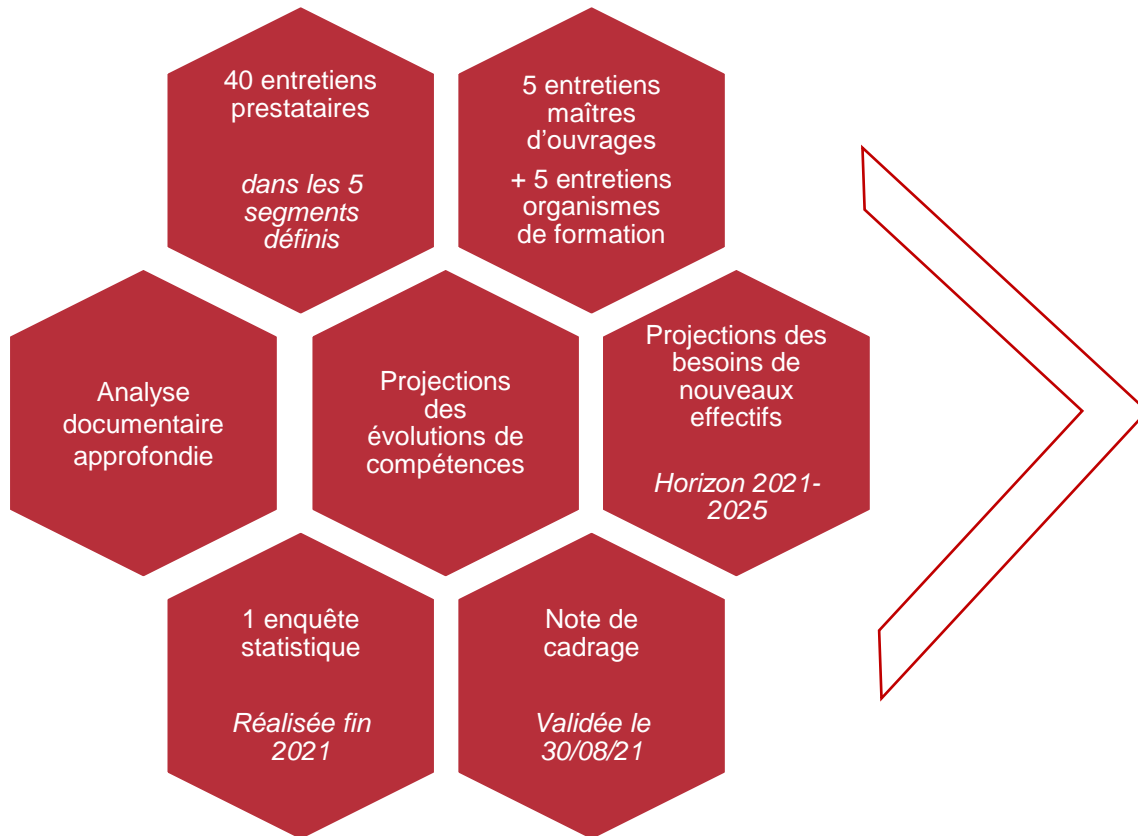 40 entretiens
prestataires
dans les 5
segments
définis
5 entretiens
maîtres
d'ouvrages
+ 5 entretiens
organismes
de formation
Analyse
documentaire
approfondie
Projections
des
évolutions de
compétences
Projections des
besoins de
nouveaux
effectifs
Horizon 2021-
2025
1 enquête
statistique
Réalisée fin
2021
Note de
cadrage
Validée le
30/08/21